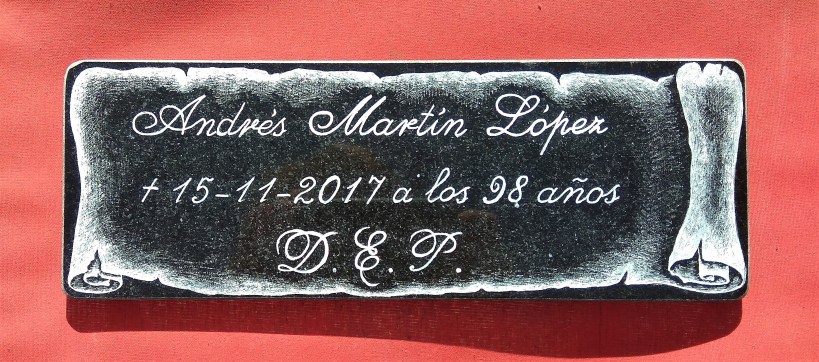 Andrés Martín López
† 15-11-2017 a los 98 años
D.E.P.